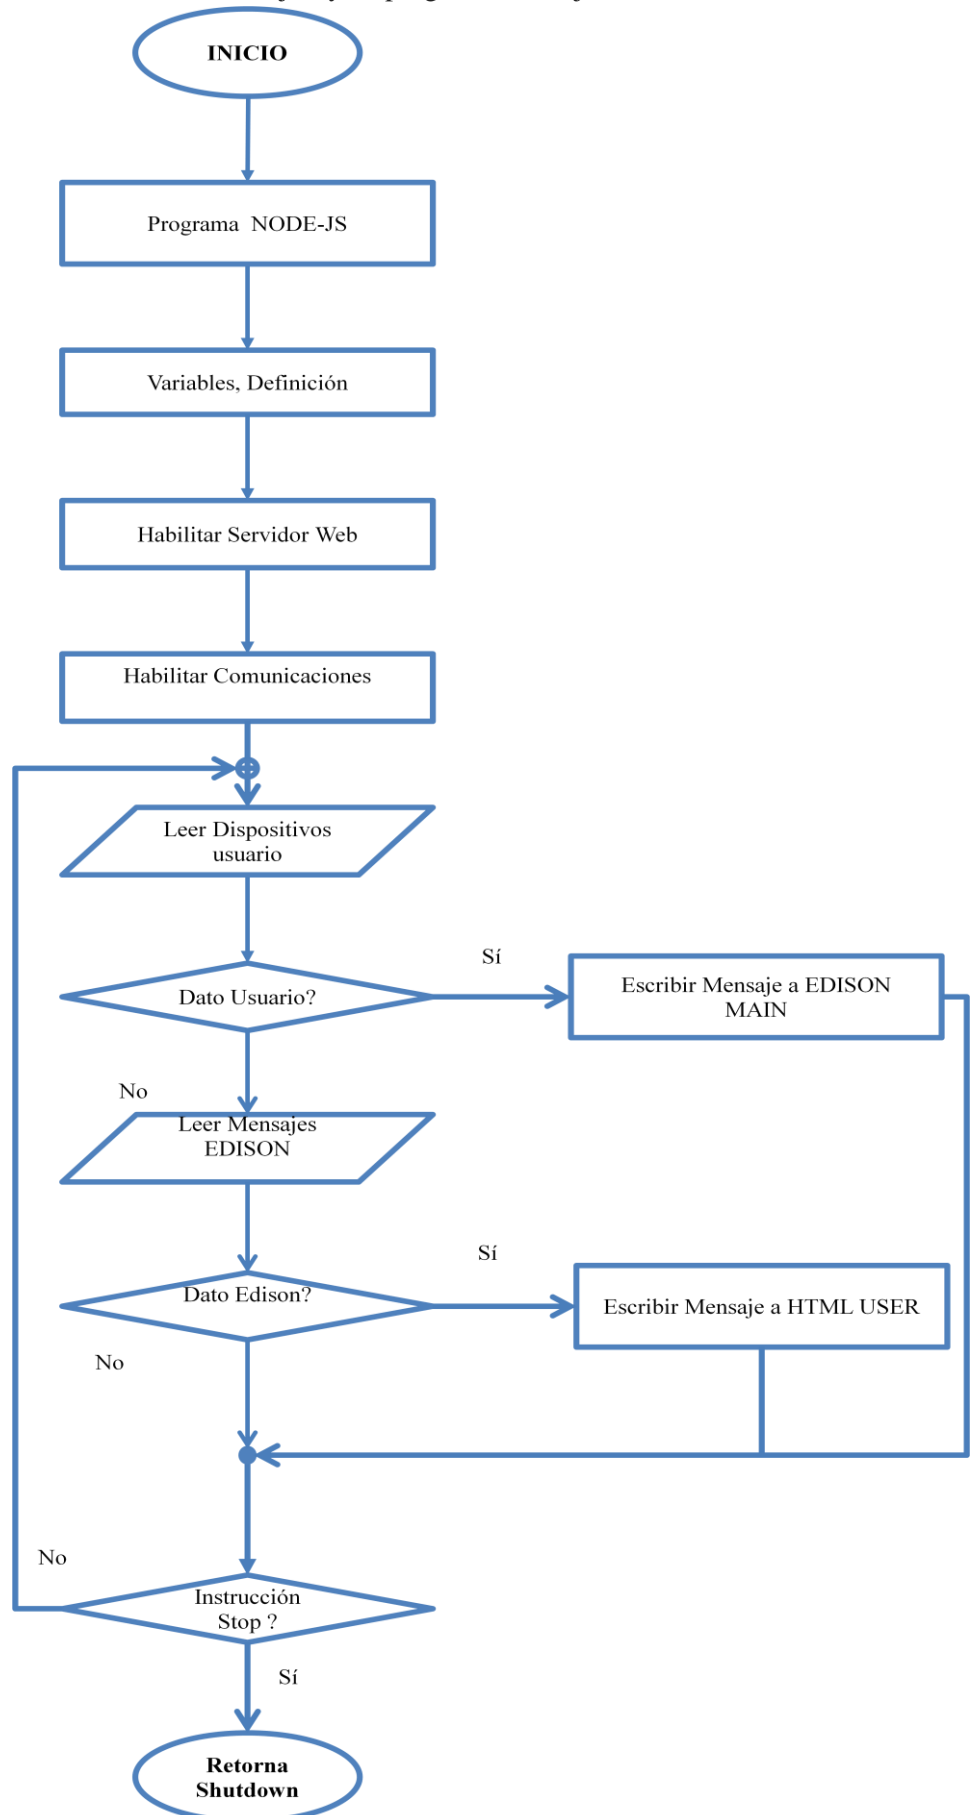 INICIO
Programa NODE-JS
Variables, Definición
Habilitar Servidor Web
Habilitar Comunicaciones
Leer Dispositivos
usuario
Sí
Dato Usuario?
Escribir Mensaje a EDISON
MAIN
No
Leer Mensajes
EDISON
Sí
Dato Edison?
Escribir Mensaje a HTML USER
No
No
Instrucción
Stop ?
Sí
Retorna
Shutdown